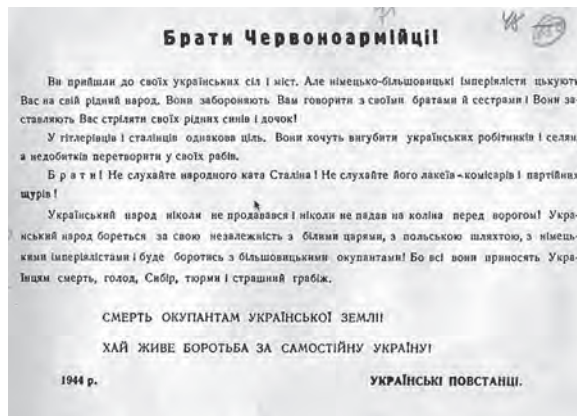 Брати Червоноармійці!
Ви прийшли до своїх українських сіл і міст. Але німецько-більшовицькі імперіялісти цькують
Вас на свій рідний народ. Вони забороняють Вам говорити з своїми братами й сестрами і Вони за-
ставляють Вас стріляти своїх рідних синів і дочок!
У гітлерівців і сталінців однакова ціль. Вони хочуть вигубити українських робітників і селян,
а недобитків перетворити у своїх рабів.
Брати! Не слухайте народного ката Сталіна! Не слухайте його лакеїв-комісарів і партійних
щурів!
Український народ ніколи не продавався і ніколи не падав на коліна перед ворогом! Укра-
нський народ бореться за свою незалежність з білими царями, з польською шляхтою, з німець-
кими імперіялістами і буде боротись з більшовицькими окупантами! Бо всі вони приносять Укра-
їнцям смерть, голод, Сибір, тюрми і страшний грабіж.
СМЕРТЬ ОКУПАНТАМ УКРАЇНСЬКОЇ ЗЕМЛІ!
ХАЙ ЖИВЕ БОРОТЬБА ЗА САМОСТІЙНУ УКРАЇНУ!
1944 р. УКРАЇНСЬКІ ПОВСТАНЦІ.